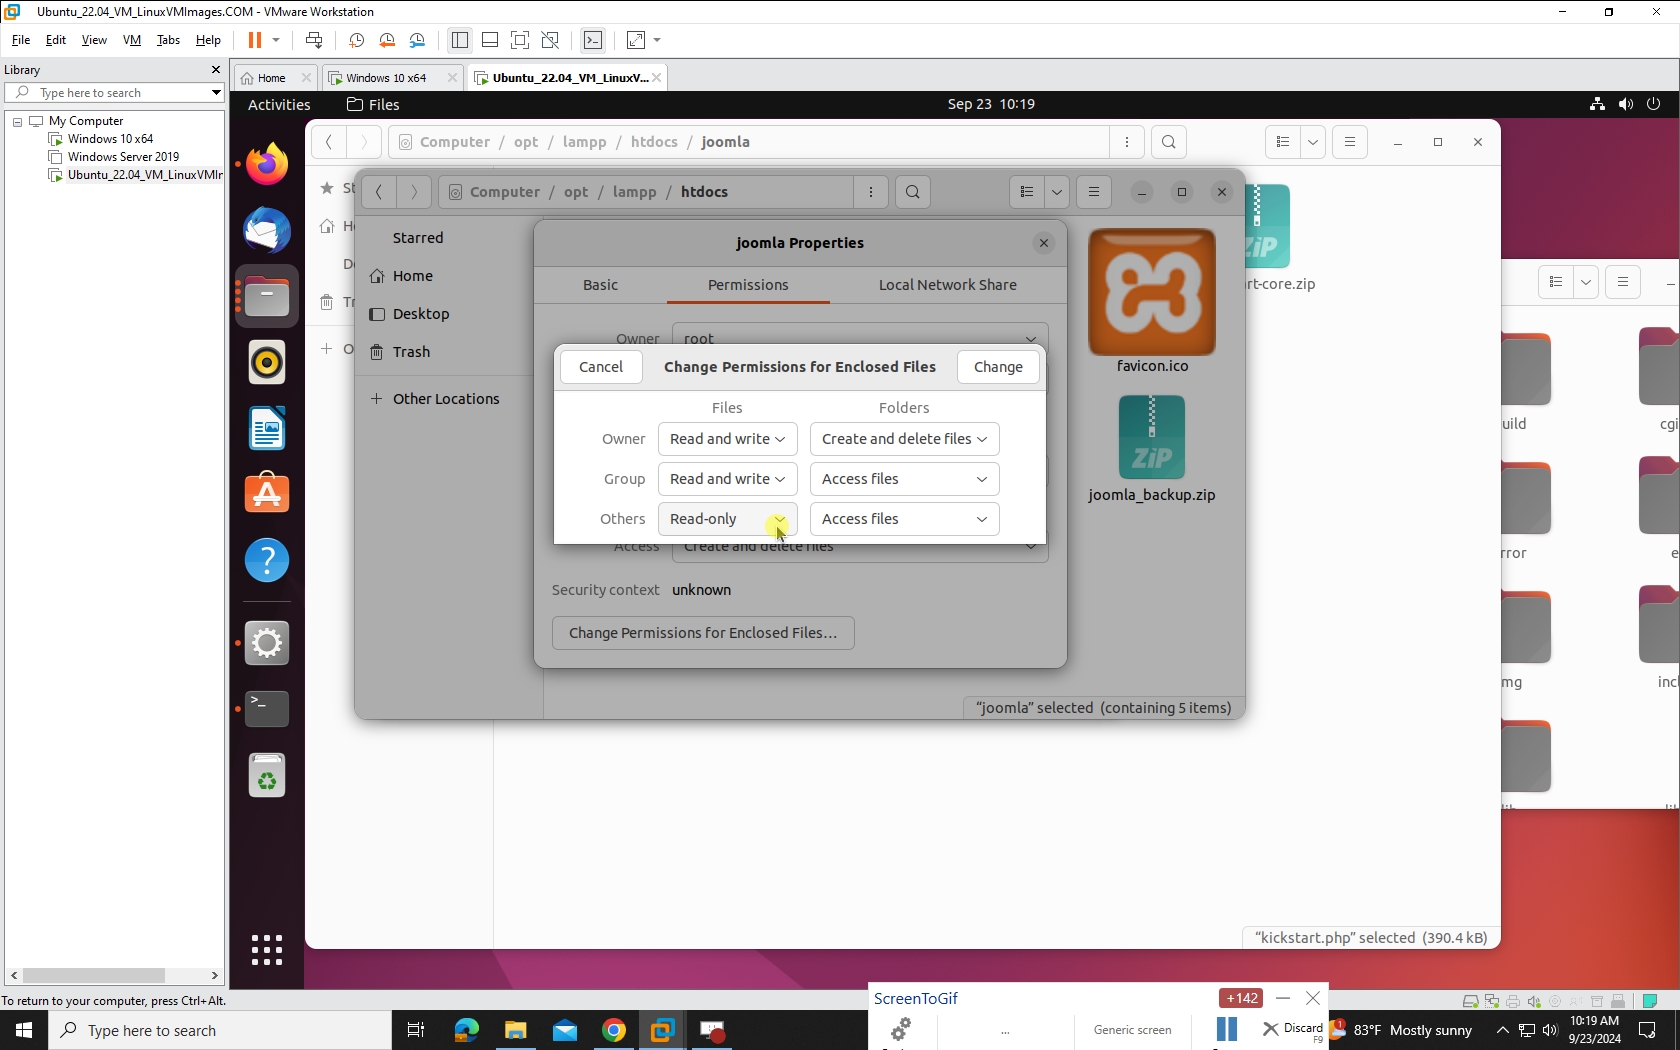 Ubuntu_22.04_VM_LinuxVMImages.COM - VMware Workstation
File Edit View VM Tabs Help
Library
Type here to search
Home
Windows 10 x64
Ubuntu_22.04_VM_LinuxV...
My Computer
Windows 10 x64
Windows Server 2019
Ubuntu_22.04_VM_LinuxVMIr
Activities
Files
Sep 23 10:19
Computer / opt / lampp / htdocs / joomla
St
Computer / opt / lampp / htdocs
H
Starred
D
Home
Tr
Desktop
Trash
Other Locations
joomla Properties
Basic
Permissions
Local Network Share
Owner root
Cancel
Change Permissions for Enclosed Files
Change
Files Folders
Owner Read and write Create and delete files
Group Read and write Access files
Others Read-only Access files
Access Create and delete files
Security context unknown
Change Permissions for Enclosed Files...
favicon.ico
ZiP
joomla_backup.zip
"joomla" selected (containing 5 items)
ZiP
rt-core.zip
uild
cgi
rror
e
mg
incl
"kickstart.php" selected (390.4 kB)
To return to your computer, press Ctrl+Alt.
ScreenToGif
+142
...
Generic screen
Discard
F9
Type here to search
1
83°F Mostly sunny
10:19 AM
9/23/2024